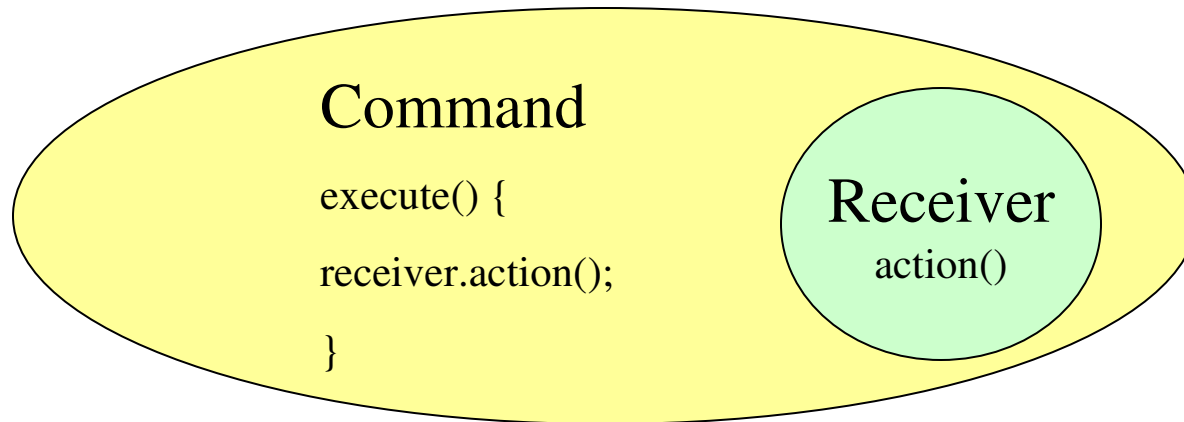 Command
execute() {
receiver.action();
}
Receiver
action()